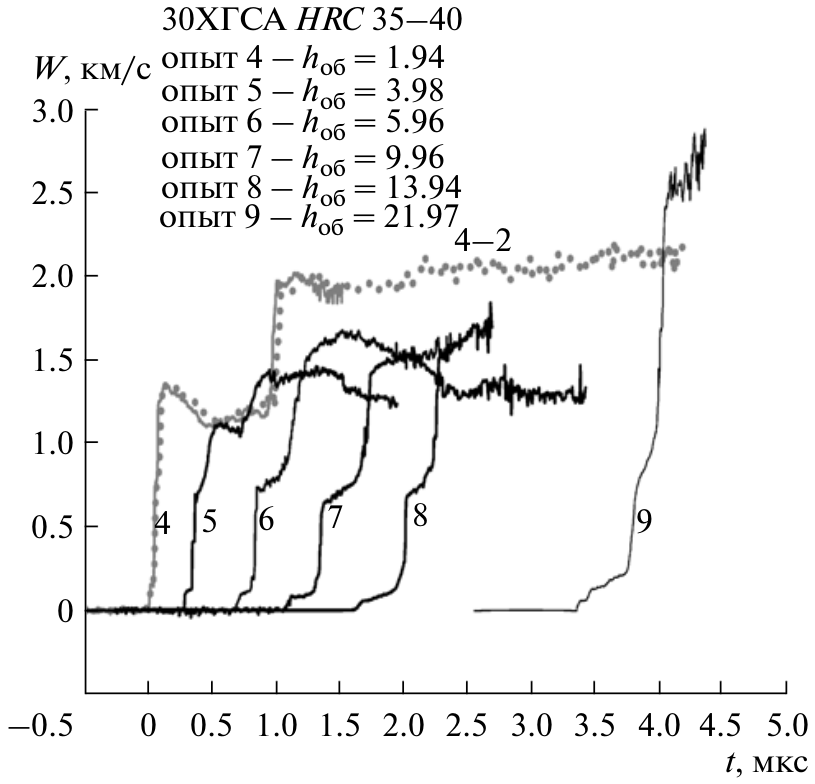 30ХГСА HRC 35–40
W, км/с
опыт 4 – hоб = 1.94
опыт 5 – hоб = 3.98
опыт 6 – hоб = 5.96
опыт 7 – hоб = 9.96
опыт 8 – hоб = 13.94
опыт 9 – hоб = 21.97
3.0
2.5
4–2
2.0
1.5
1.0
0.5
4
5
6
7
8
9
0
–0.5 0 0.5 1.0 1.5 2.0 2.5 3.0 3.5 4.0 4.5 5.0
t, мкс